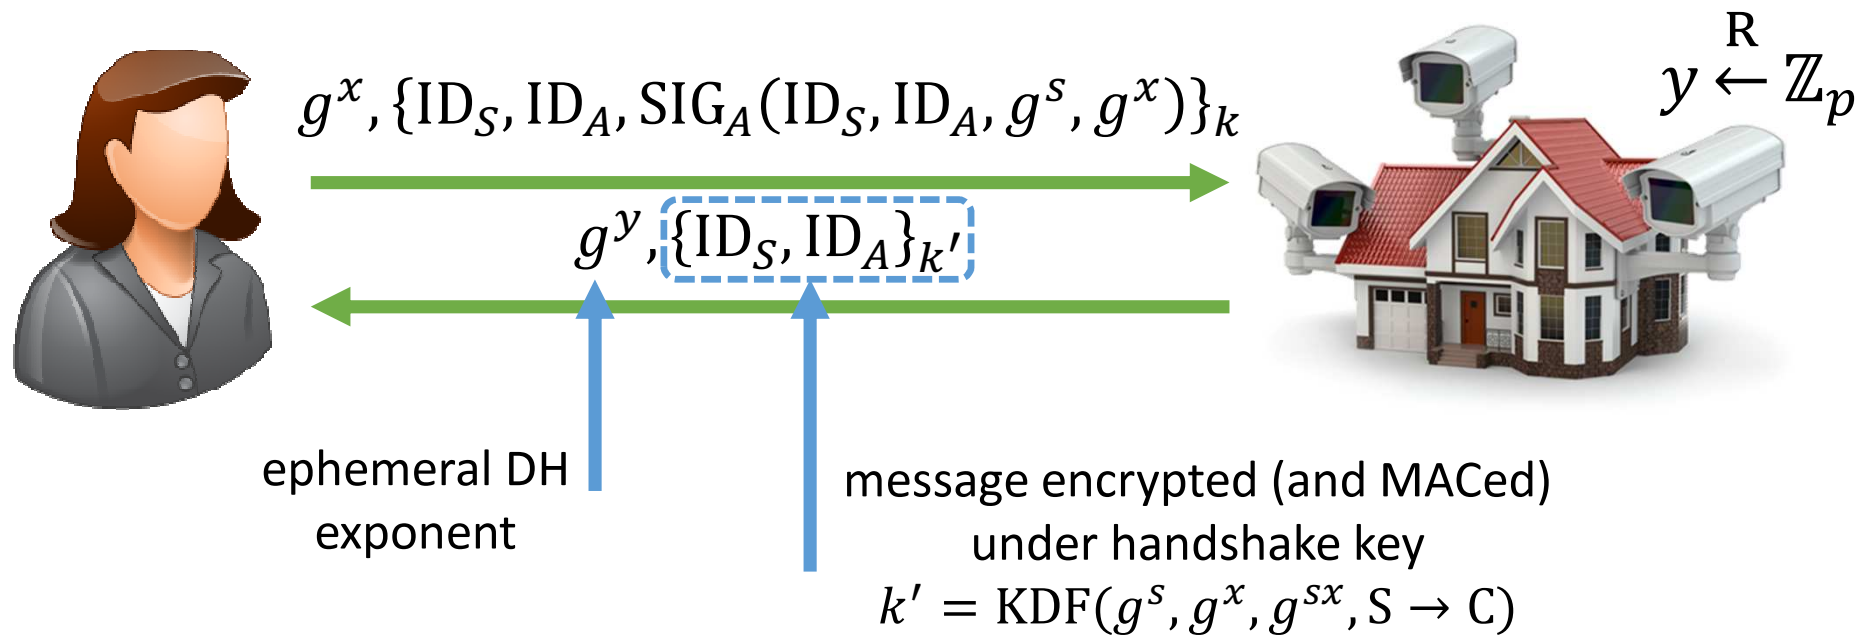 g^x, {ID_S, ID_A, SIG_A(ID_S, ID_A, g^s, g^x)}_k
y ←^R ℤ_p
g^y, {ID_S, ID_A}_k′
ephemeral DH
exponent
message encrypted (and MACed)
under handshake key
k′ = KDF(g^s, g^x, g^sx, S → C)